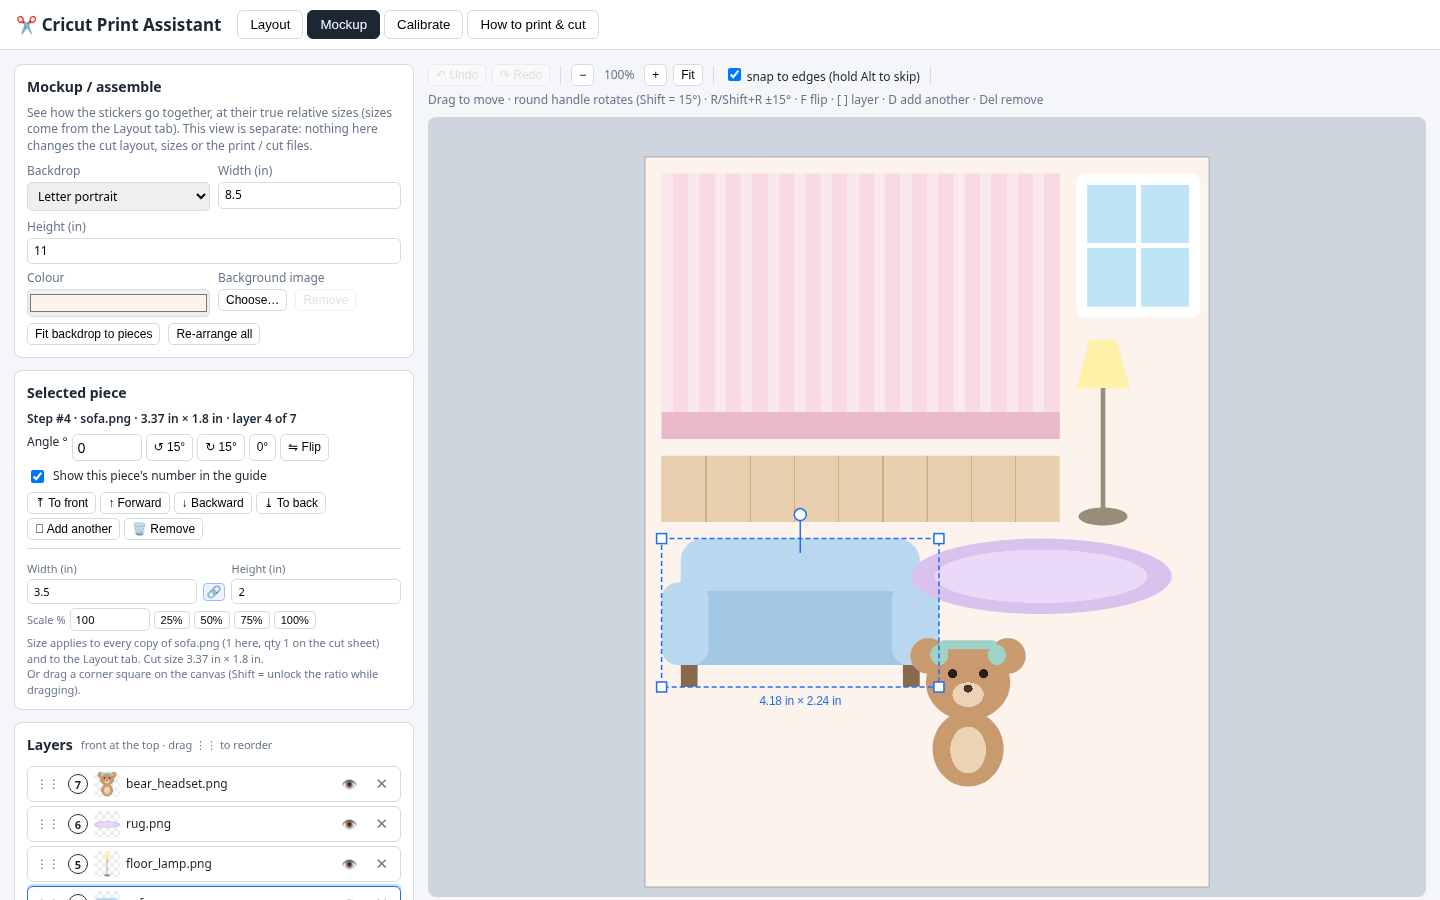 ✂️ Cricut Print Assistant
Layout
Mockup
Calibrate
How to print & cut
Mockup / assemble
See how the stickers go together, at their true relative sizes (sizes
come from the Layout tab). This view is separate: nothing here
changes the cut layout, sizes or the print / cut files.
Backdrop
Width (in)
Letter portrait
8.5
Height (in)
11
Colour
Background image
Choose...
Remove
Fit backdrop to pieces
Re-arrange all
Selected piece
Step #4 · sofa.png · 3.37 in × 1.8 in · layer 4 of 7
Angle °
0
↺ 15°
↻ 15°
0°
⇋ Flip
Show this piece's number in the guide
⤒ To front
↑ Forward
↓ Backward
⤓ To back
Add another
🗑️ Remove
Width (in)
Height (in)
3.5
2
Scale %
100
25%
50%
75%
100%
Size applies to every copy of sofa.png (1 here, qty 1 on the cut sheet)
and to the Layout tab. Cut size 3.37 in × 1.8 in.
Or drag a corner square on the canvas (Shift = unlock the ratio while
dragging).
Layers
front at the top · drag ⋮⋮ to reorder
7
bear_headset.png
6
rug.png
5
floor_lamp.png
↶ Undo
↷ Redo
−
100%
+
Fit
snap to edges (hold Alt to skip)
Drag to move · round handle rotates (Shift = 15°) · R/Shift+R ±15° · F flip · [ ] layer · D add another · Del remove
4.18 in × 2.24 in